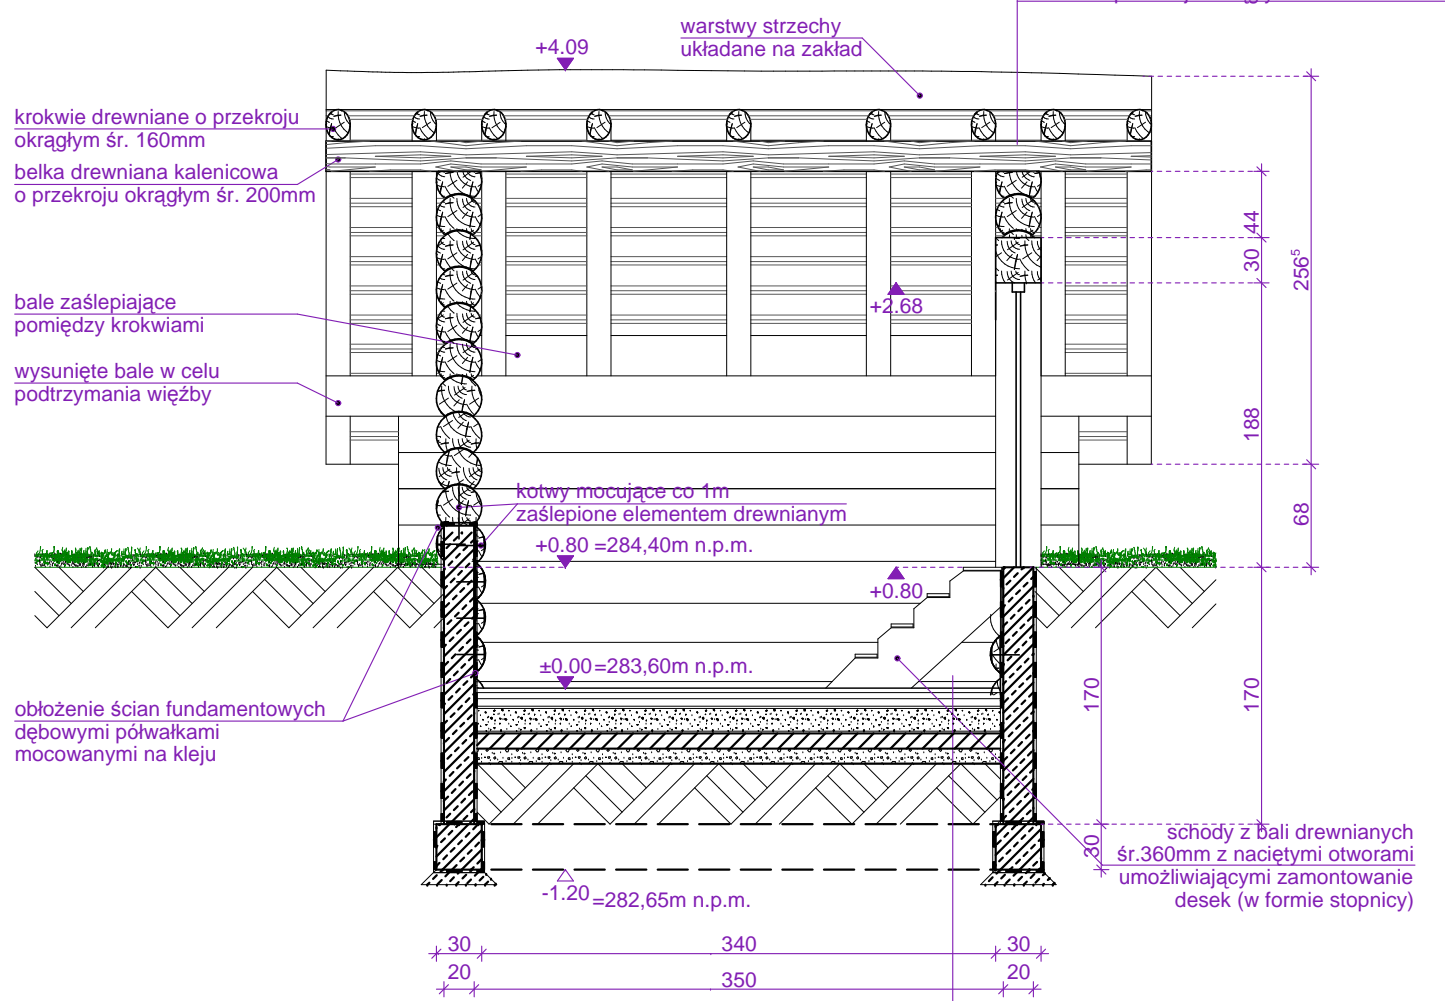 warstwy strzechy
układane na zakład
+4.09
krokwie drewniane o przekroju
okrągłym śr. 160mm
belka drewniana kalenicowa
o przekroju okrągłym śr. 200mm
bale zaślepiające
pomiędzy krokwiami
wysunięte bale w celu
podtrzymania więźby
+2.68
44
30
256⁵
188
68
kotwy mocujące co 1m
zaślepione elementem drewnianym
+0.80 =284,40m n.p.m.
+0.80
±0.00=283,60m n.p.m.
obłożenie ścian fundamentowych
dębowymi półwałkami
mocowanymi na kleju
170
170
30
schody z bali drewnianych
śr.360mm z naciętymi otworami
umożliwiającymi zamontowanie
desek (w formie stopnicy)
-1.20 =282,65m n.p.m.
30 340 30
20 350 20